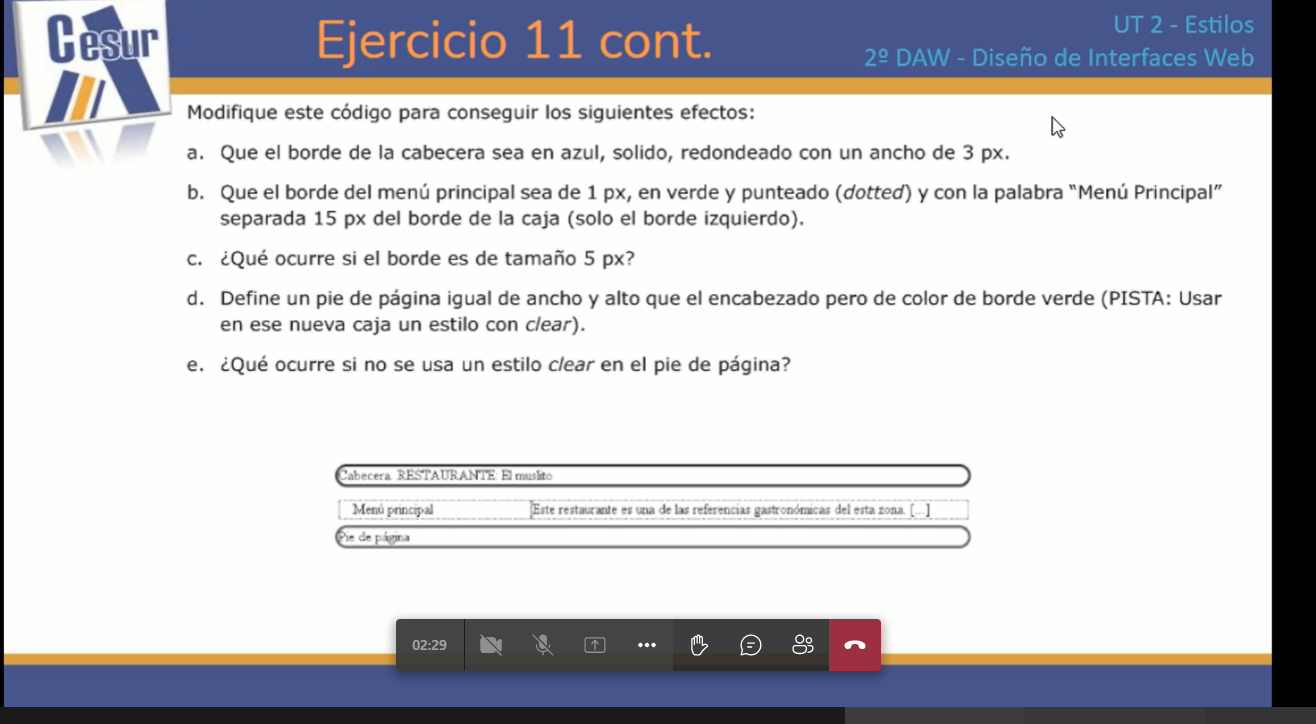 Cesur
Ejercicio 11 cont.
UT 2 - Estilos
2º DAW - Diseño de Interfaces Web
Modifique este código para conseguir los siguientes efectos:
a. Que el borde de la cabecera sea en azul, solido, redondeado con un ancho de 3 px.
b. Que el borde del menú principal sea de 1 px, en verde y punteado (dotted) y con la palabra “Menú Principal”
separada 15 px del borde de la caja (solo el borde izquierdo).
c. ¿Qué ocurre si el borde es de tamaño 5 px?
d. Define un pie de página igual de ancho y alto que el encabezado pero de color de borde verde (PISTA: Usar
en ese nueva caja un estilo con clear).
e. ¿Qué ocurre si no se usa un estilo clear en el pie de página?
Cabecera. RESTAURANTE: El muslito
Menú principal
Este restaurante es una de las referencias gastronómicas del esta zona. [...]
Pie de página
02:29